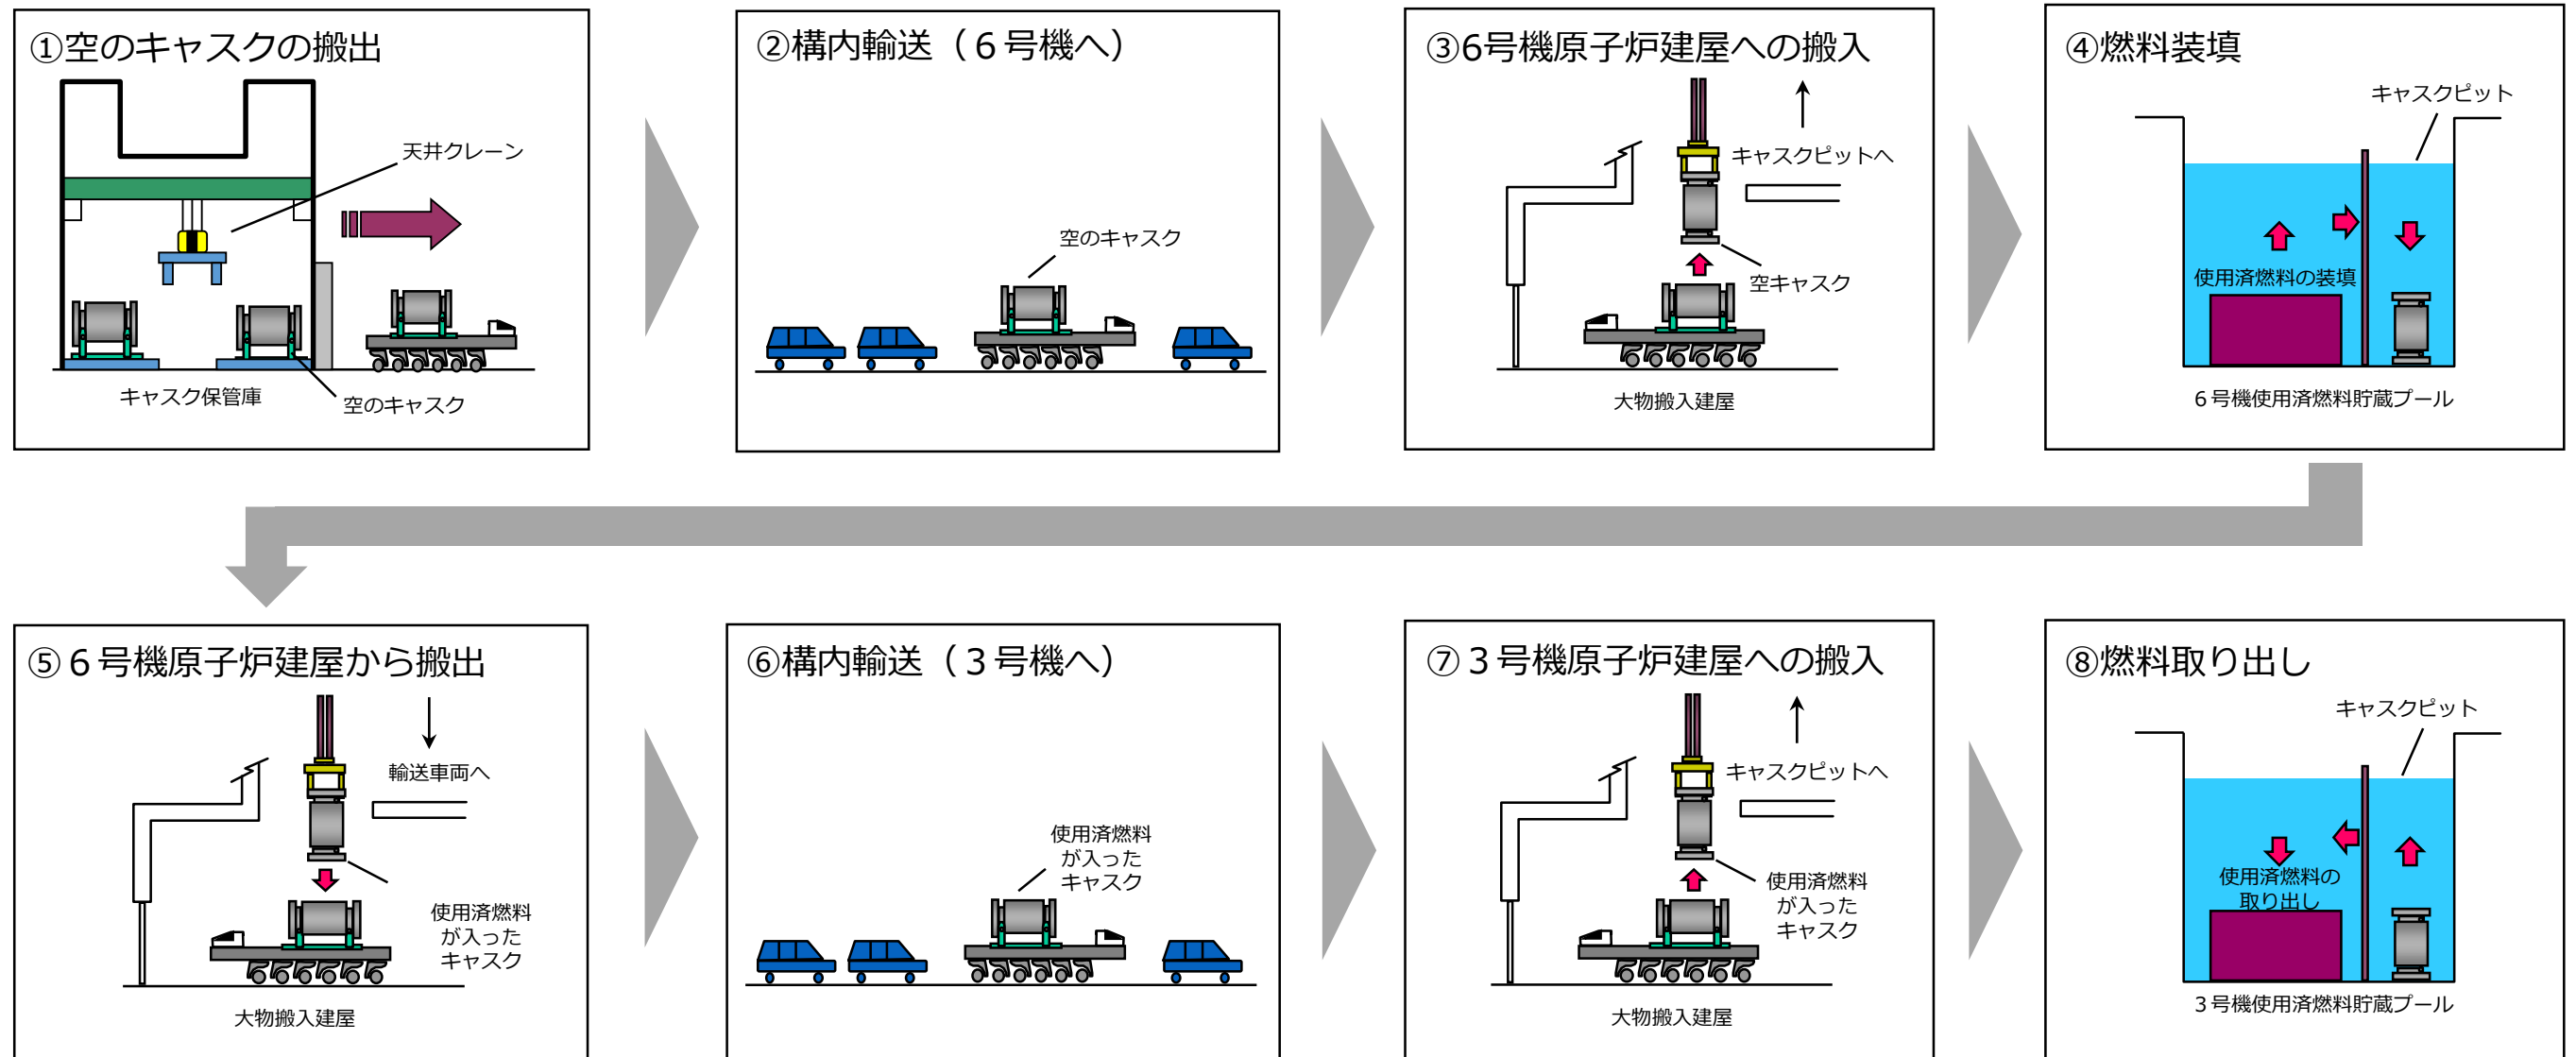 ①空のキャスクの搬出
天井クレーン
キャスク保管庫
空のキャスク
②構内輸送（６号機へ）
空のキャスク
③6号機原子炉建屋への搬入
キャスクピットへ
空キャスク
大物搬入建屋
④燃料装填
キャスクピット
使用済燃料の装填
６号機使用済燃料貯蔵プール
⑤６号機原子炉建屋から搬出
輸送車両へ
使用済燃料
が入った
キャスク
大物搬入建屋
⑥構内輸送（３号機へ）
使用済燃料
が入った
キャスク
⑦３号機原子炉建屋への搬入
キャスクピットへ
使用済燃料
が入った
キャスク
大物搬入建屋
⑧燃料取り出し
キャスクピット
使用済燃料の
取り出し
３号機使用済燃料貯蔵プール